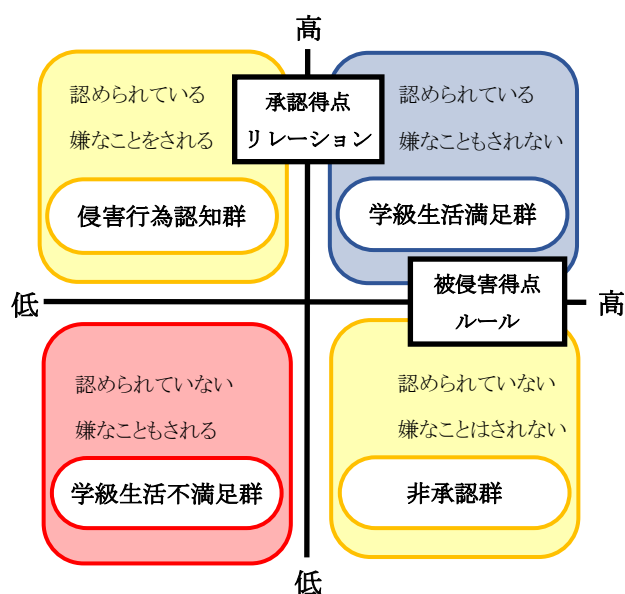 高
認められている
嫌なことをされる
侵害行為認知群
承認得点
リレーション
認められている
嫌なこともされない
学級生活満足群
低
被侵害得点
ルール
高
認められていない
嫌なこともされる
学級生活不満足群
認められていない
嫌なことはされない
非承認群
低